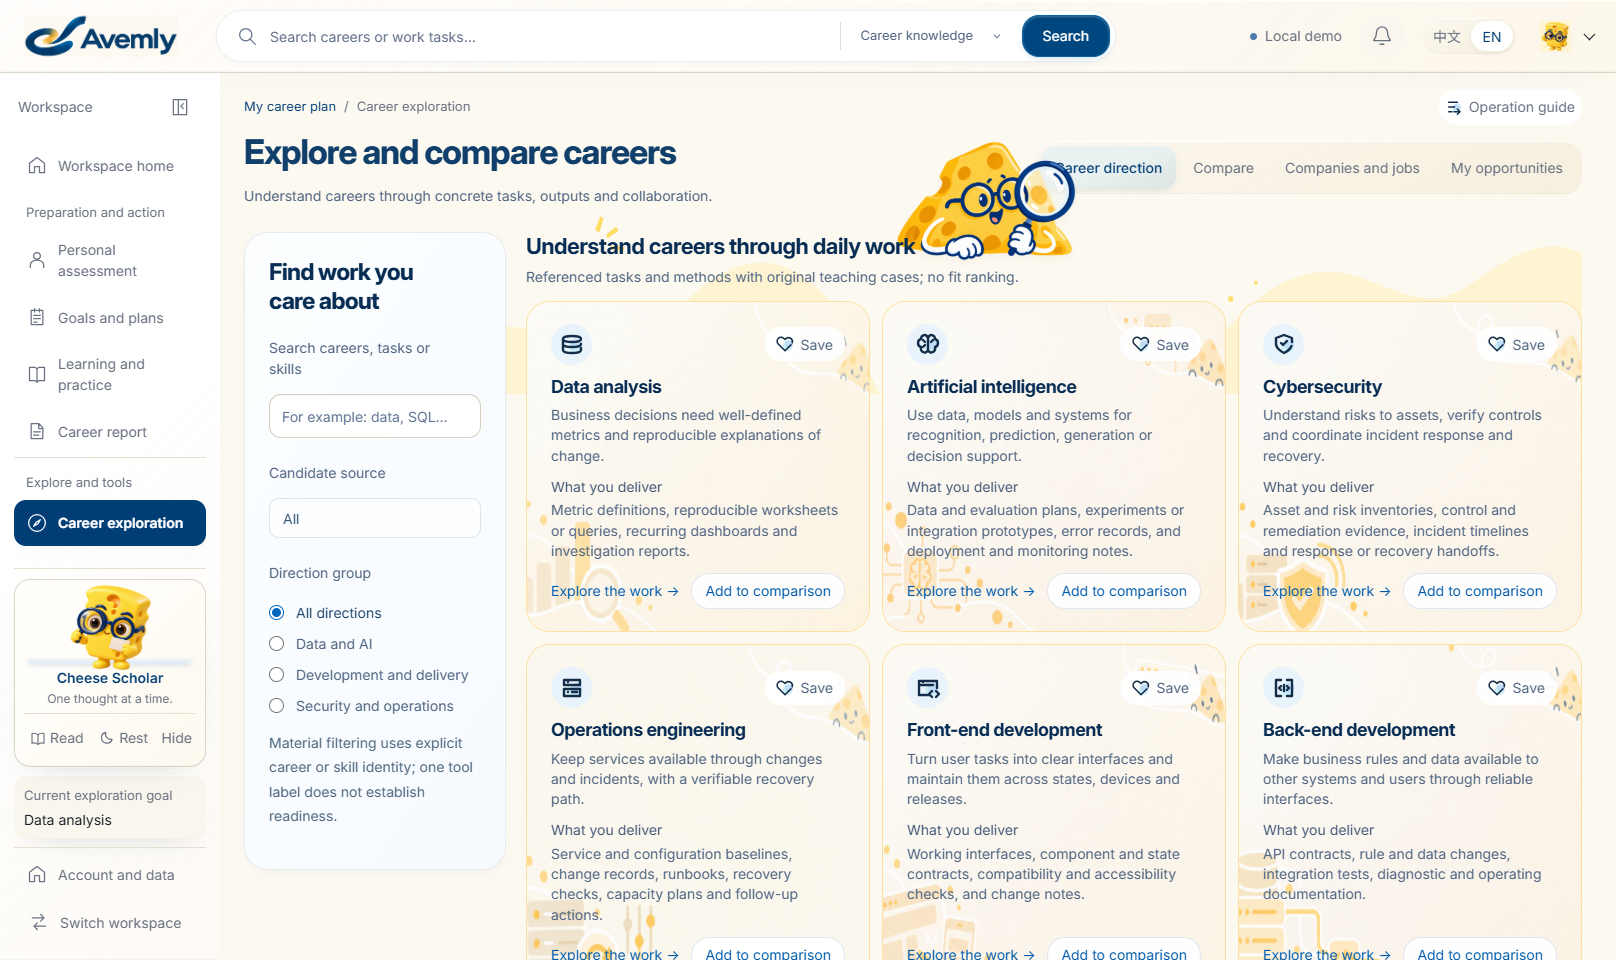 Avemly
Search careers or work tasks...
Career knowledge
Search
Local demo
中文
EN
Workspace
Workspace home
Preparation and action
Personal
assessment
Goals and plans
Learning and
practice
Career report
Explore and tools
Career exploration
Cheese Scholar
One thought at a time.
Read
Rest
Hide
Current exploration goal
Data analysis
Account and data
Switch workspace
My career plan / Career exploration
Operation guide
Explore and compare careers
Understand careers through concrete tasks, outputs and collaboration.
Career direction
Compare
Companies and jobs
My opportunities
Find work you
care about
Search careers, tasks or
skills
For example: data, SQL...
Candidate source
All
Direction group
All directions
Data and AI
Development and delivery
Security and operations
Material filtering uses explicit
career or skill identity; one tool
label does not establish
readiness.
Understand careers through daily work
Referenced tasks and methods with original teaching cases; no fit ranking.
Save
Data analysis
Business decisions need well-defined
metrics and reproducible explanations of
change.
What you deliver
Metric definitions, reproducible worksheets
or queries, recurring dashboards and
investigation reports.
Explore the work →
Add to comparison
Save
Artificial intelligence
Use data, models and systems for
recognition, prediction, generation or
decision support.
What you deliver
Data and evaluation plans, experiments or
integration prototypes, error records, and
deployment and monitoring notes.
Explore the work →
Add to comparison
Save
Cybersecurity
Understand risks to assets, verify controls
and coordinate incident response and
recovery.
What you deliver
Asset and risk inventories, control and
remediation evidence, incident timelines
and response or recovery handoffs.
Explore the work →
Add to comparison
Save
Operations engineering
Keep services available through changes
and incidents, with a verifiable recovery
path.
What you deliver
Service and configuration baselines,
change records, runbooks, recovery
checks, capacity plans and follow-up
actions.
Explore the work →
Add to comparison
Save
Front-end development
Turn user tasks into clear interfaces and
maintain them across states, devices and
releases.
What you deliver
Working interfaces, component and state
contracts, compatibility and accessibility
checks, and change notes.
Explore the work →
Add to comparison
Save
Back-end development
Make business rules and data available to
other systems and users through reliable
interfaces.
What you deliver
API contracts, rule and data changes,
integration tests, diagnostic and operating
documentation.
Explore the work →
Add to comparison